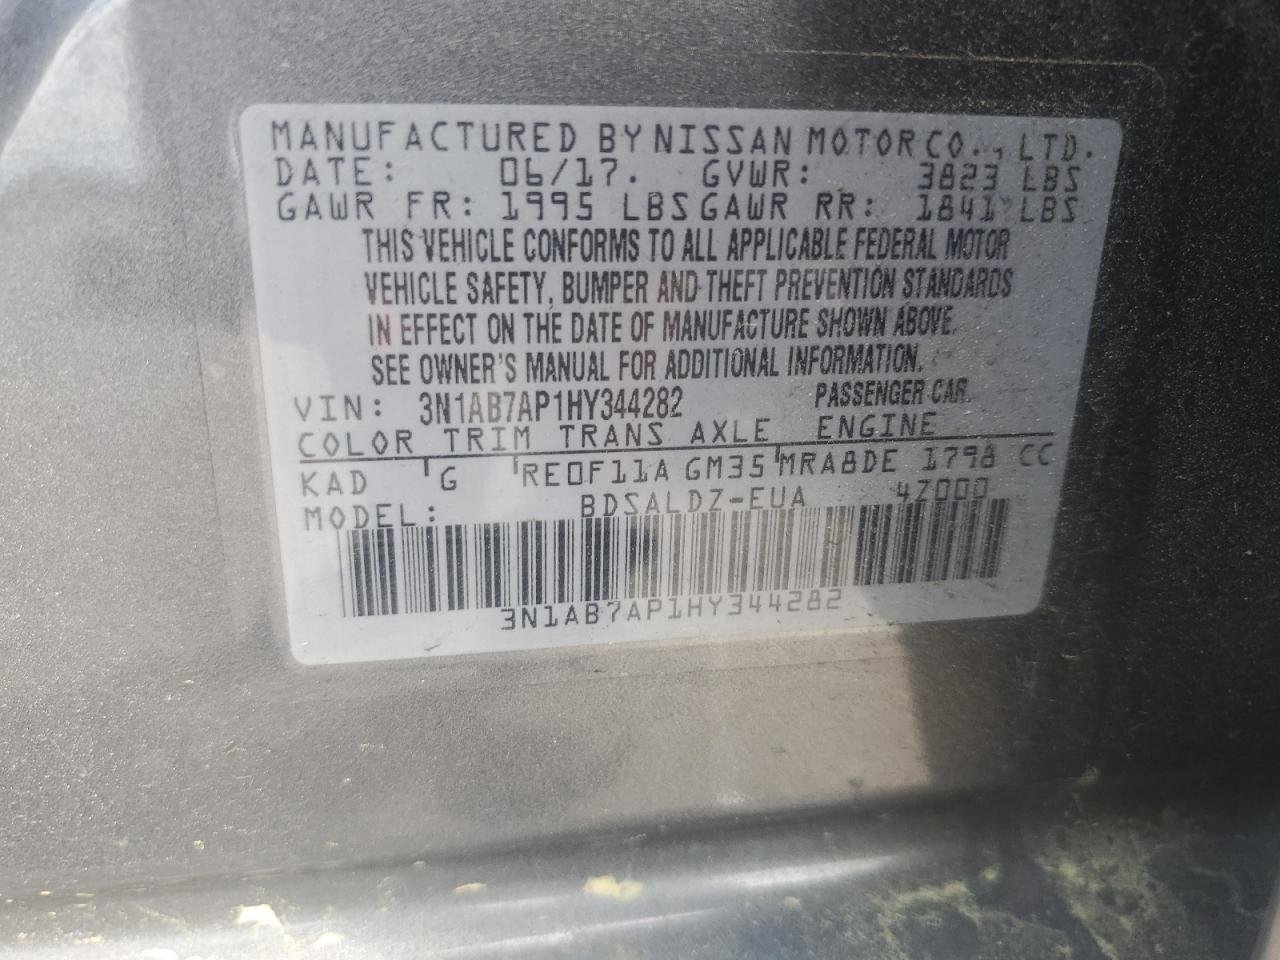 MANUFACTURED BY NISSAN MOTOR CO., LTD.
DATE: 06/17. GVWR: 3823 LBS
GAWR FR: 1995 LBS GAWR RR: 1841 LBS
THIS VEHICLE CONFORMS TO ALL APPLICABLE FEDERAL MOTOR
VEHICLE SAFETY, BUMPER AND THEFT PREVENTION STANDARDS
IN EFFECT ON THE DATE OF MANUFACTURE SHOWN ABOVE.
SEE OWNER'S MANUAL FOR ADDITIONAL INFORMATION.
VIN: 3N1AB7AP1HY344282 PASSENGER CAR.
COLOR TRIM TRANS AXLE ENGINE
KAD G RE0F11A GM35 MRA8DE 1798 CC
MODEL: BDSALDZ-EUA 4Z000
3N1AB7AP1HY344282